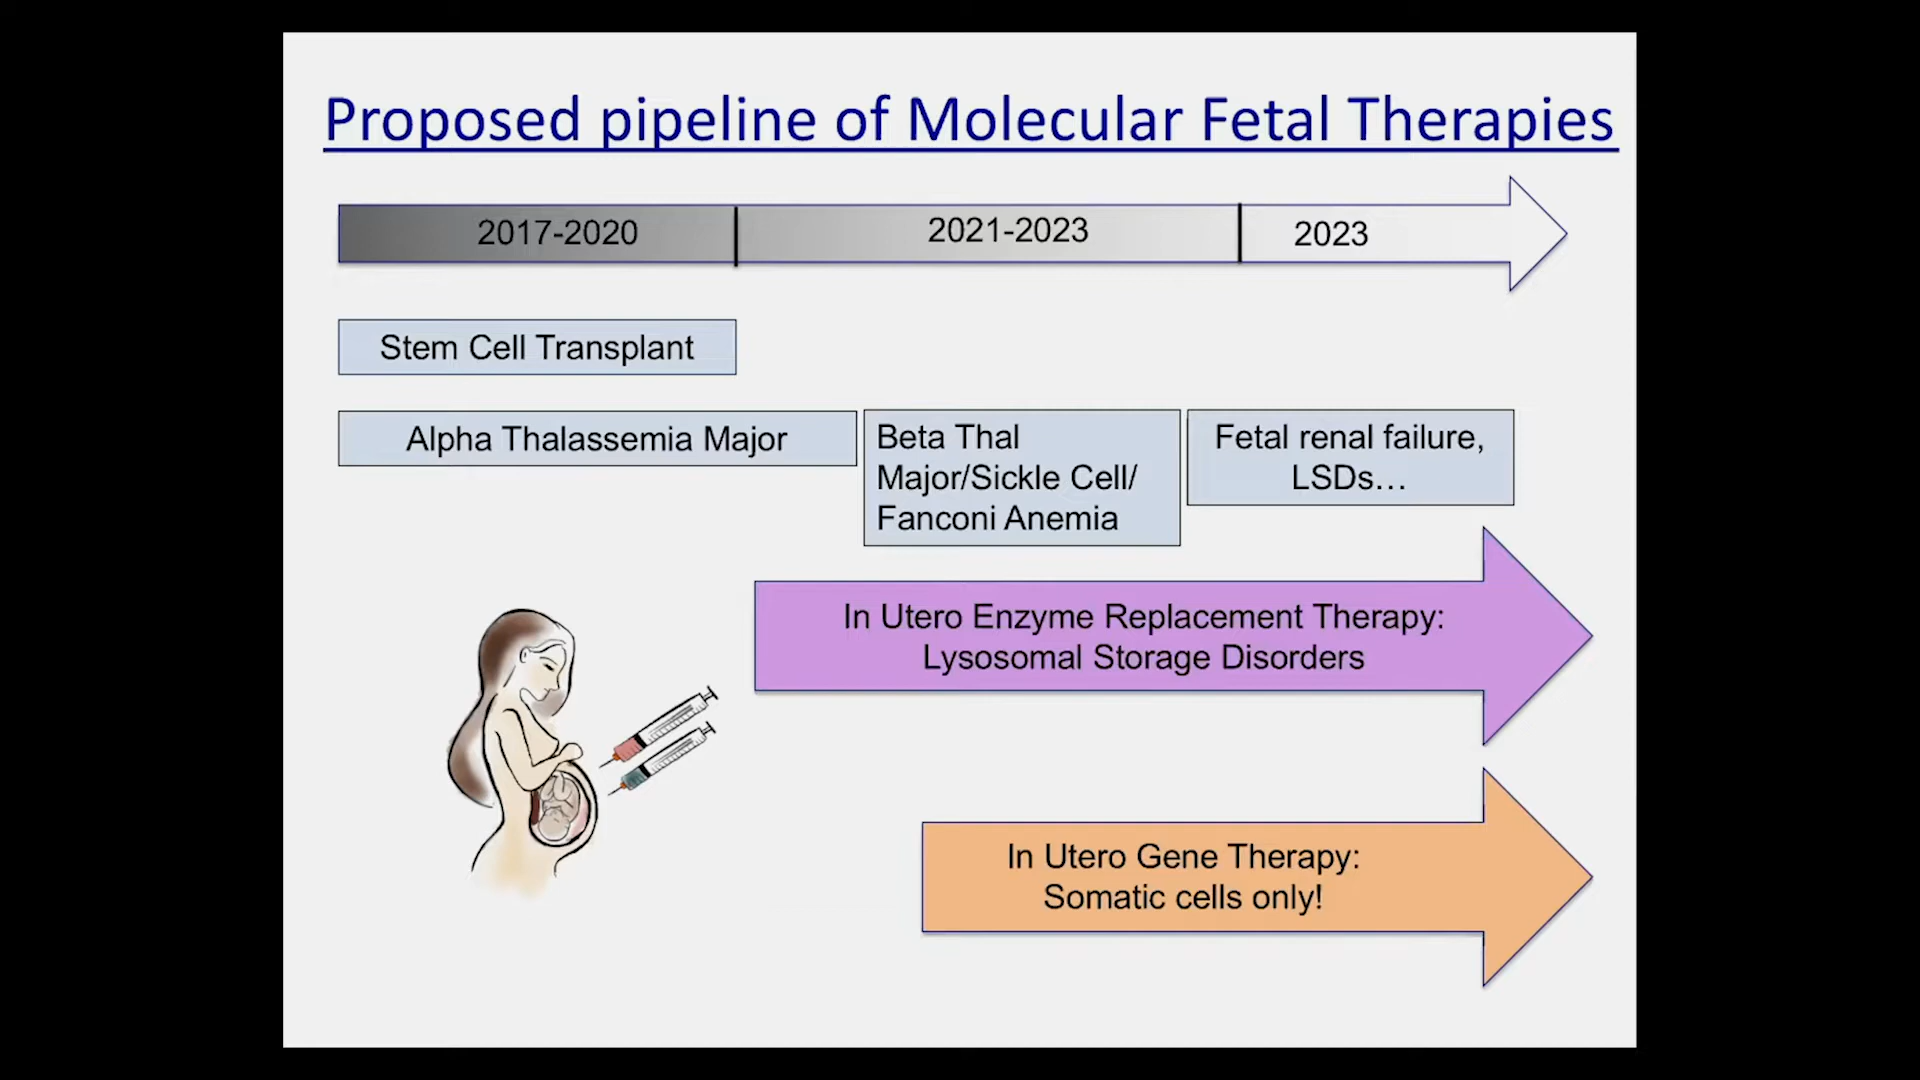 Proposed pipeline of Molecular Fetal Therapies
2017-2020
2021-2023
2023
Stem Cell Transplant
Alpha Thalassemia Major
Beta Thal
Major/Sickle Cell/
Fanconi Anemia
Fetal renal failure,
LSDs…
In Utero Enzyme Replacement Therapy:
Lysosomal Storage Disorders
In Utero Gene Therapy:
Somatic cells only!